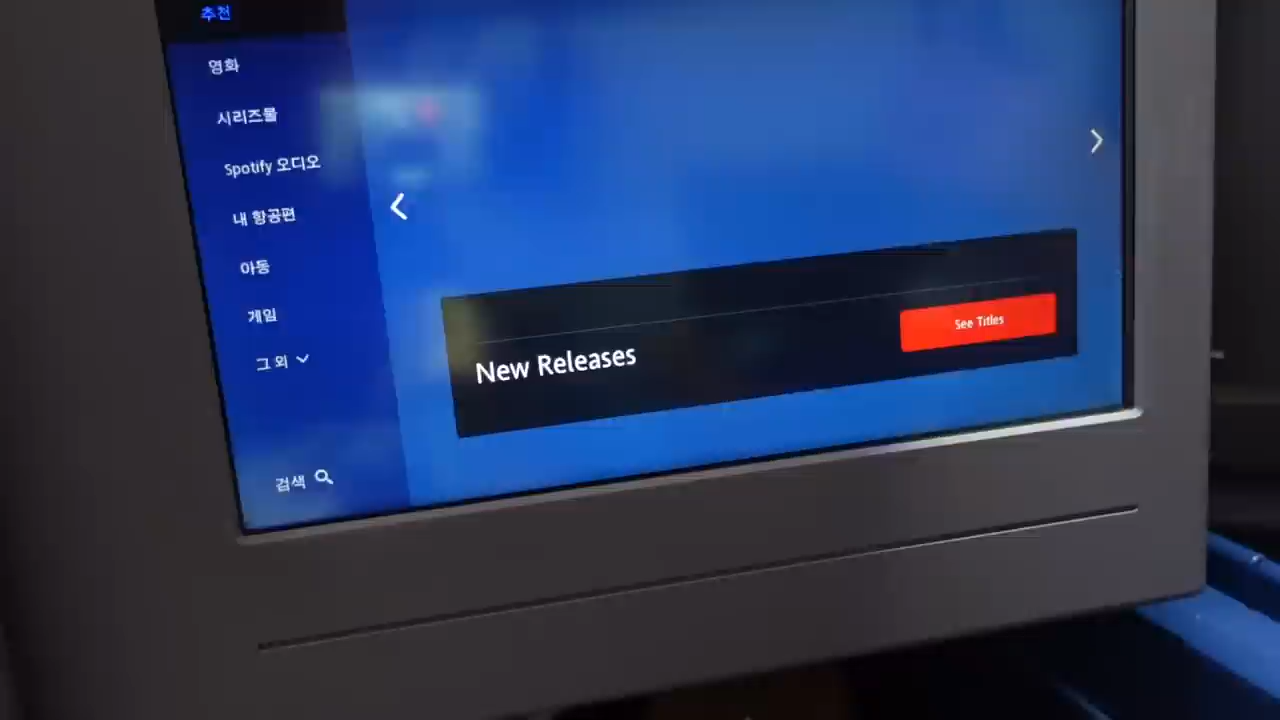 추천
영화
시리즈물
Spotify 오디오
내 항공편
아동
게임
그 외
검색
New Releases
See Titles